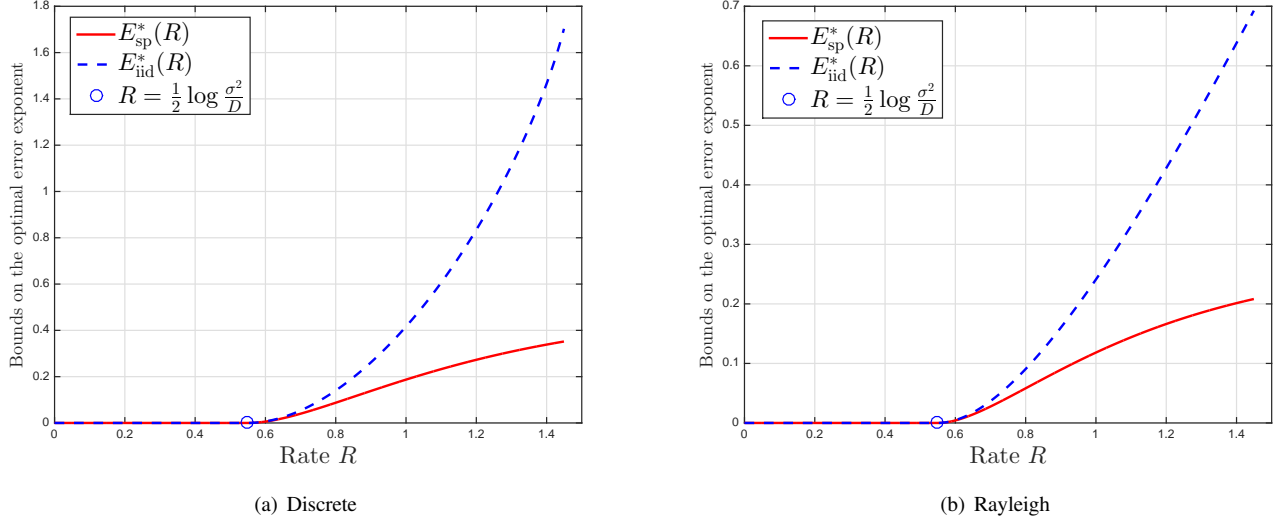 Bounds on the optimal error exponent
1.8
1.6
1.4
1.2
1
0.8
0.6
0.4
0.2
0
E*sp(R)
E*iid(R)
R = 1/2 log σ²/D
0 0.2 0.4 0.6 0.8 1 1.2 1.4
Rate R
(a) Discrete
Bounds on the optimal error exponent
0.7
0.6
0.5
0.4
0.3
0.2
0.1
0
E*sp(R)
E*iid(R)
R = 1/2 log σ²/D
0 0.2 0.4 0.6 0.8 1 1.2 1.4
Rate R
(b) Rayleigh